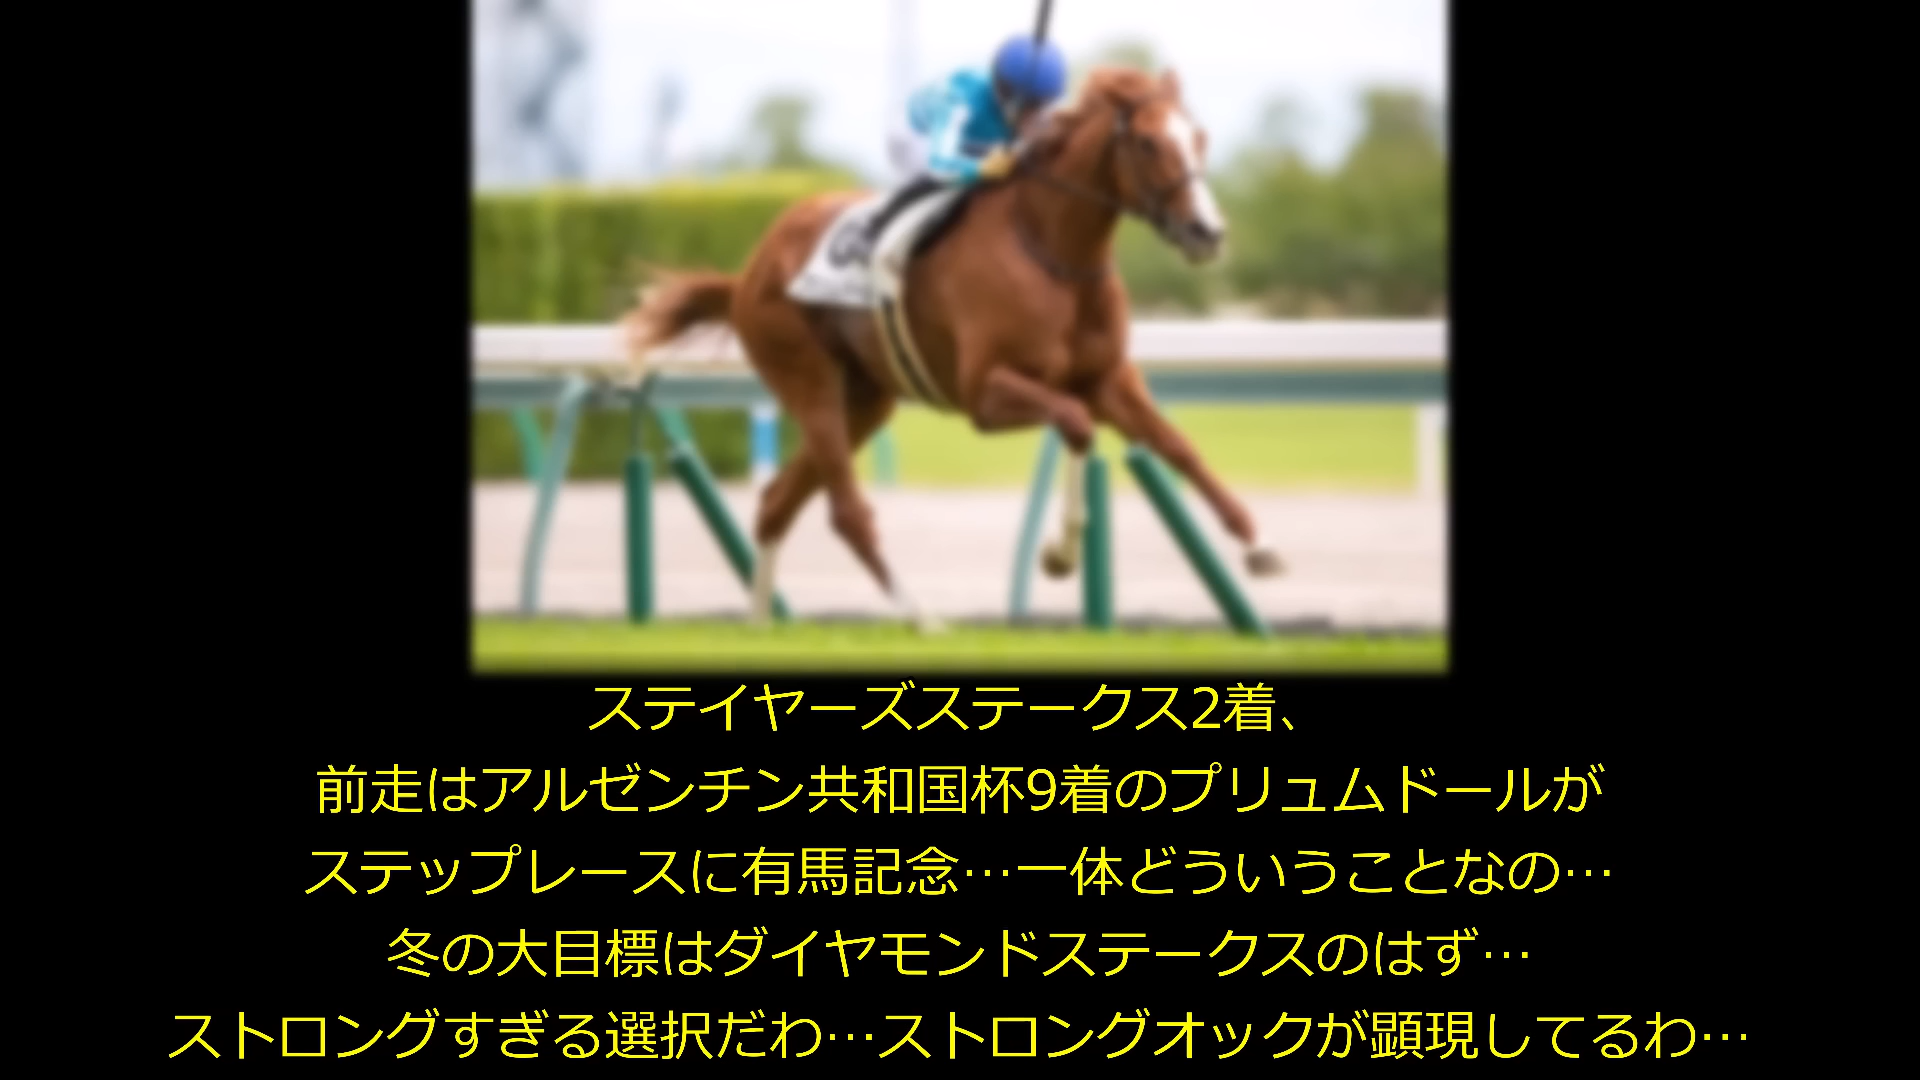 ステイヤーズステークス2着、
前走はアルゼンチン共和国杯9着のプリュムドールが
ステップレースに有馬記念…一体どういうことなの…
冬の大目標はダイヤモンドステークスのはず…
ストロングすぎる選択だわ…ストロングオックが顕現してるわ…